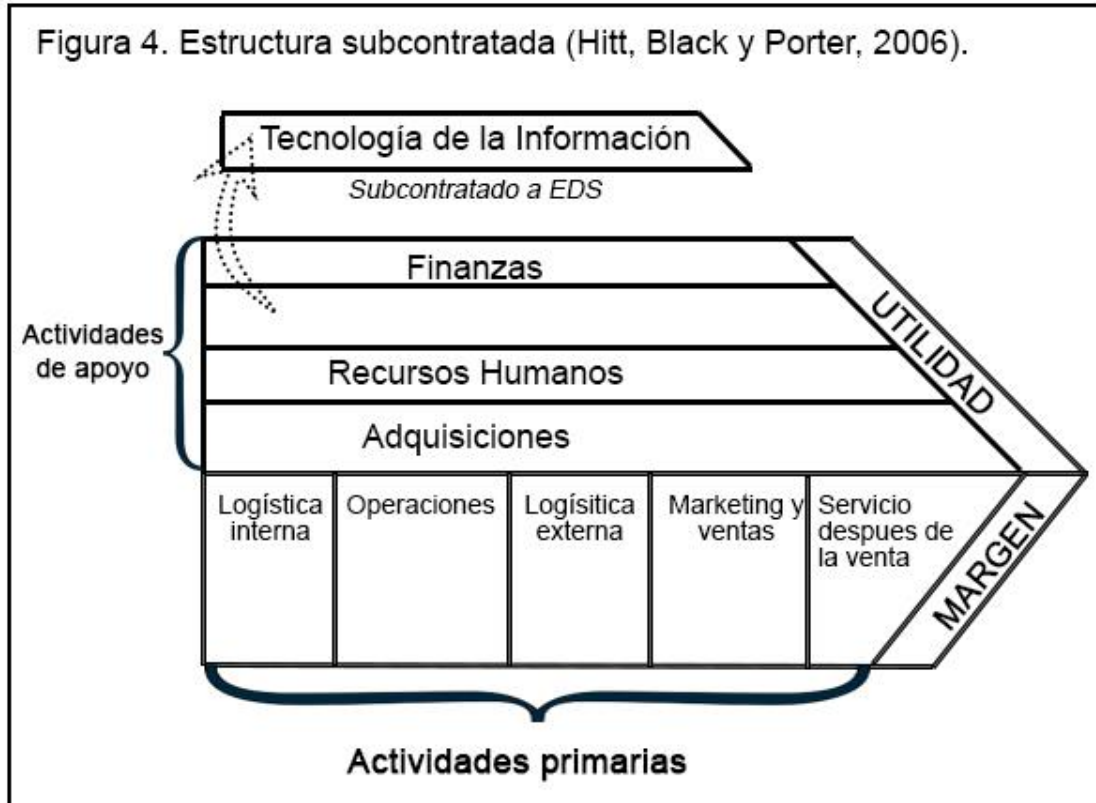 Figura 4. Estructura subcontratada (Hitt, Black y Porter, 2006).
Tecnología de la Información
Subcontratado a EDS
Finanzas
Actividades
de apoyo
Recursos Humanos
Adquisiciones
UTILIDAD
Logística
interna
Operaciones
Logísitica
externa
Marketing y
ventas
Servicio
despues de
la venta
MARGEN
Actividades primarias